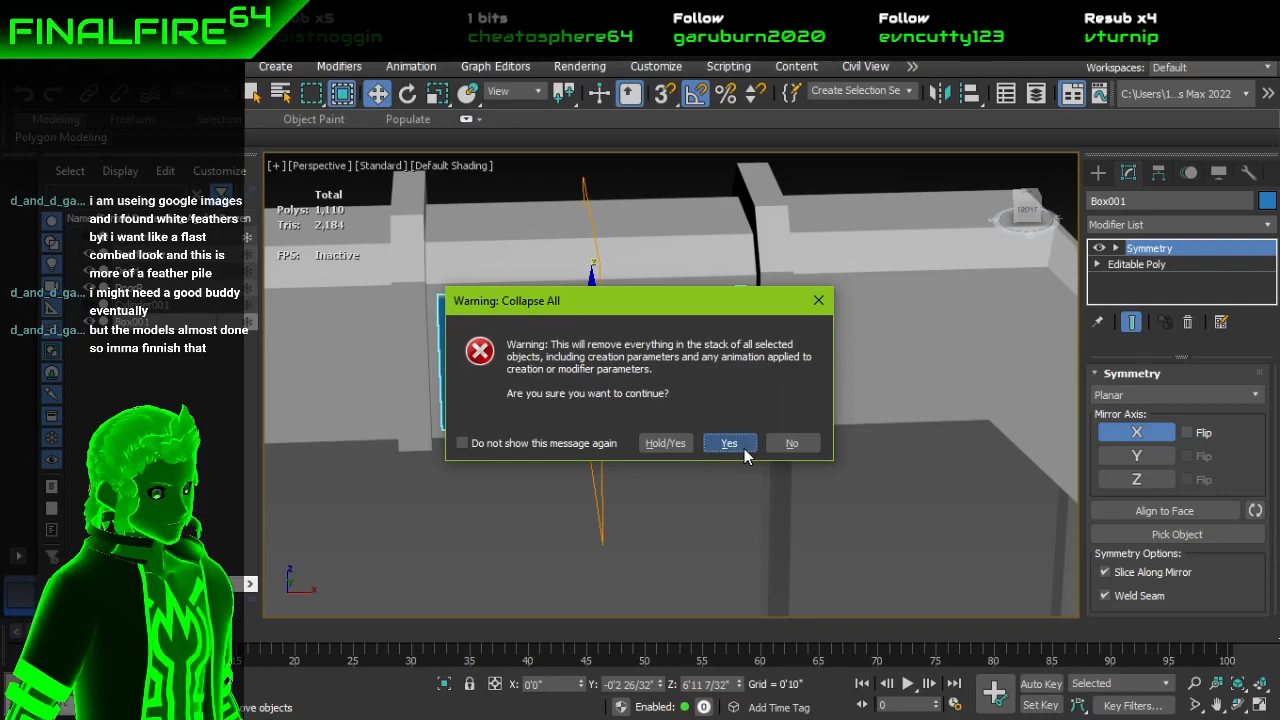 FINALFIRE64
Resub x5
1 bits
cheatosphere64
Follow
garuburn2020
Follow
evncutty123
Resub x4
vturnip
Create
Modifiers
Animation
Graph Editors
Rendering
Customize
Scripting
Content
Civil View
Workspaces: Default
View
Create Selection Se
C:\Users\1...s Max 2022
Modeling
Freeform
Selection
Object Paint
Populate
Polygon Modeling
Select
Display
Edit
Customize
[+] [Perspective] [Standard] [Default Shading]
Total
Polys: 1,110
Tris: 2,184
FPS: Inactive
FRONT
d_and_d_ga... i am useing google images
and i found white feathers
byt i want like a flast
combed look and this is
more of a feather pile
d_and_d_ga... i might need a good buddy
eventually
d_and_d_ga... but the models almost done
so imma finnish that
Warning: Collapse All
Warning: This will remove everything in the stack of all selected
objects, including creation parameters and any animation applied to
creation or modifier parameters.
Are you sure you want to continue?
Do not show this message again
Hold/Yes
Yes
No
Box001
Modifier List
Symmetry
Editable Poly
Symmetry
Planar
Mirror Axis:
X
Flip
Y
Flip
Z
Flip
Align to Face
Pick Object
Symmetry Options:
Slice Along Mirror
Weld Seam
z
x
15 20 25 30 35 40 45 50 55 60 65 70 75 80 85 90 95 100
X: 0'0"
Y: -0'2 26/32"
Z: 6'11 7/32"
Grid = 0'10"
Auto Key
Selected
Enabled:
0
Add Time Tag
0
Set Key
Key Filters...